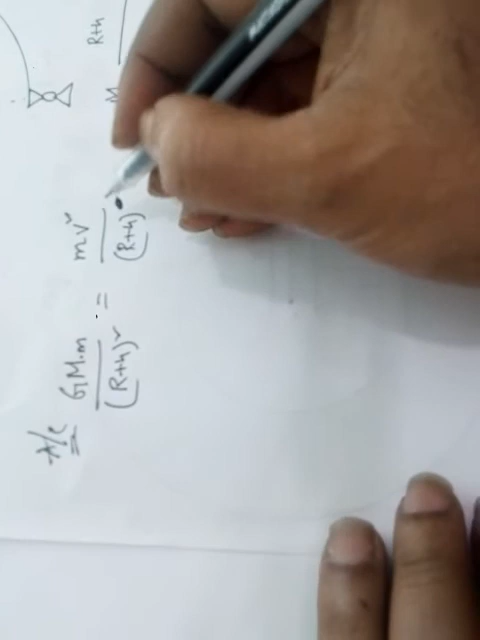 R+h
M
A/c GM.m/(R+h)² = mv²/(R+h)